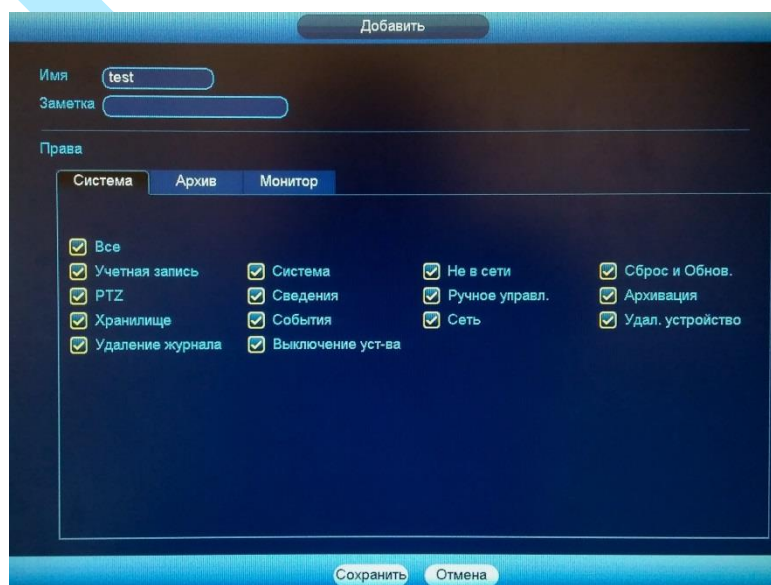 Добавить
Имя test
Заметка
Права
Система Архив Монитор
Все
Учетная запись Система Не в сети Сброс и Обнов.
PTZ Сведения Ручное управл. Архивация
Хранилище События Сеть Удал. устройство
Удаление журнала Выключение уст-ва
Сохранить Отмена